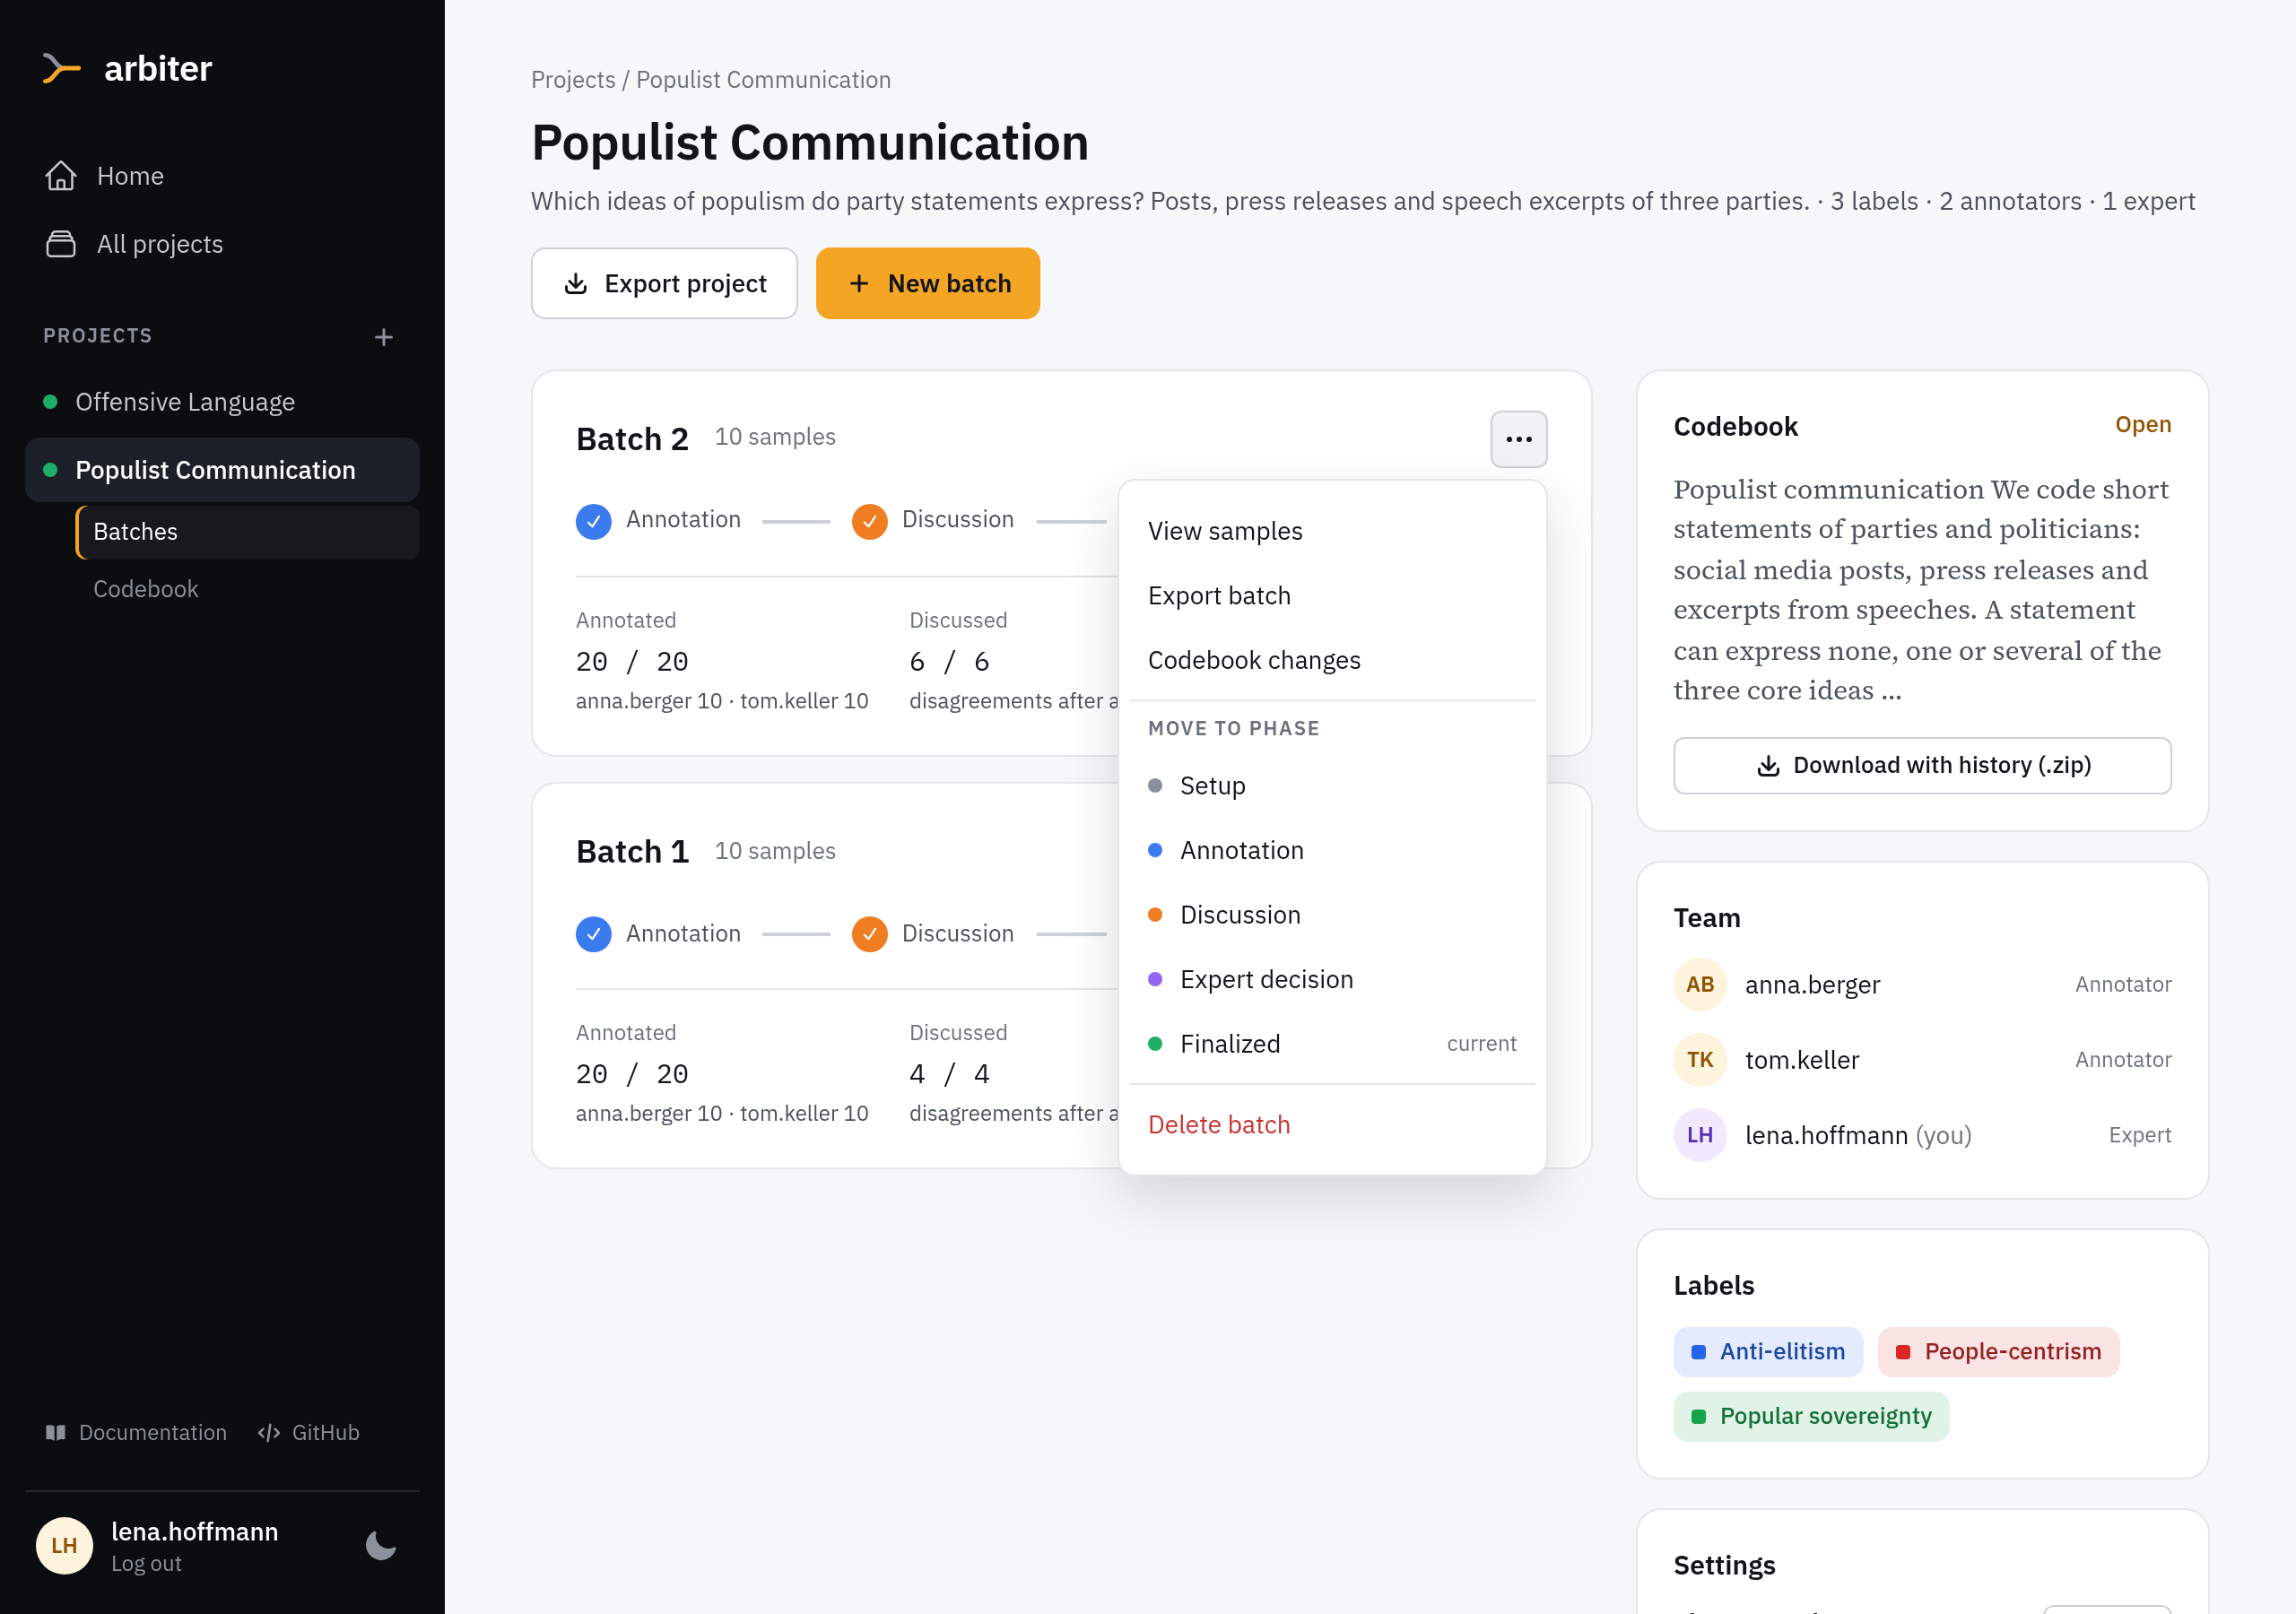 arbiter
Home
All projects
PROJECTS
Offensive Language
Populist Communication
Batches
Codebook
Documentation
GitHub
LH
lena.hoffmann
Log out
Projects / Populist Communication
Populist Communication
Which ideas of populism do party statements express? Posts, press releases and speech excerpts of three parties. · 3 labels · 2 annotators · 1 expert
Export project
New batch
Batch 2
10 samples
Annotation
Discussion
Annotated
Discussed
20 / 20
6 / 6
anna.berger 10 · tom.keller 10
disagreements after
Batch 1
10 samples
Annotation
Discussion
Annotated
Discussed
20 / 20
4 / 4
anna.berger 10 · tom.keller 10
disagreements after
View samples
Export batch
Codebook changes
MOVE TO PHASE
Setup
Annotation
Discussion
Expert decision
Finalized
current
Delete batch
Codebook
Open
Populist communication We code short
statements of parties and politicians:
social media posts, press releases and
excerpts from speeches. A statement
can express none, one or several of the
three core ideas ...
Download with history (.zip)
Team
AB
anna.berger
Annotator
TK
tom.keller
Annotator
LH
lena.hoffmann (you)
Expert
Labels
Anti-elitism
People-centrism
Popular sovereignty
Settings